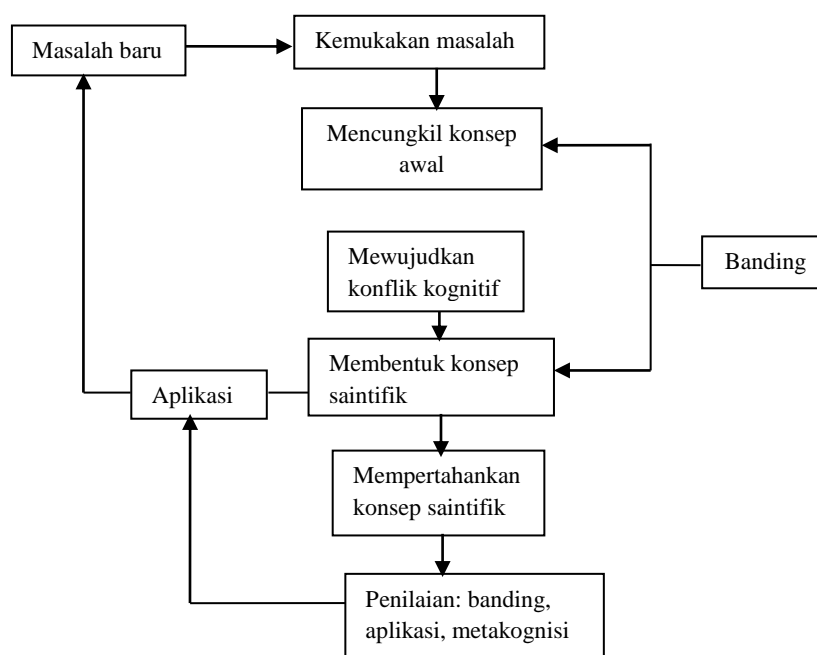 Masalah baru
Kemukakan masalah
Mencungkil konsep
awal
Mewujudkan
konflik kognitif
Banding
Membentuk konsep
saintifik
Aplikasi
Mempertahankan
konsep saintifik
Penilaian: banding,
aplikasi, metakognisi